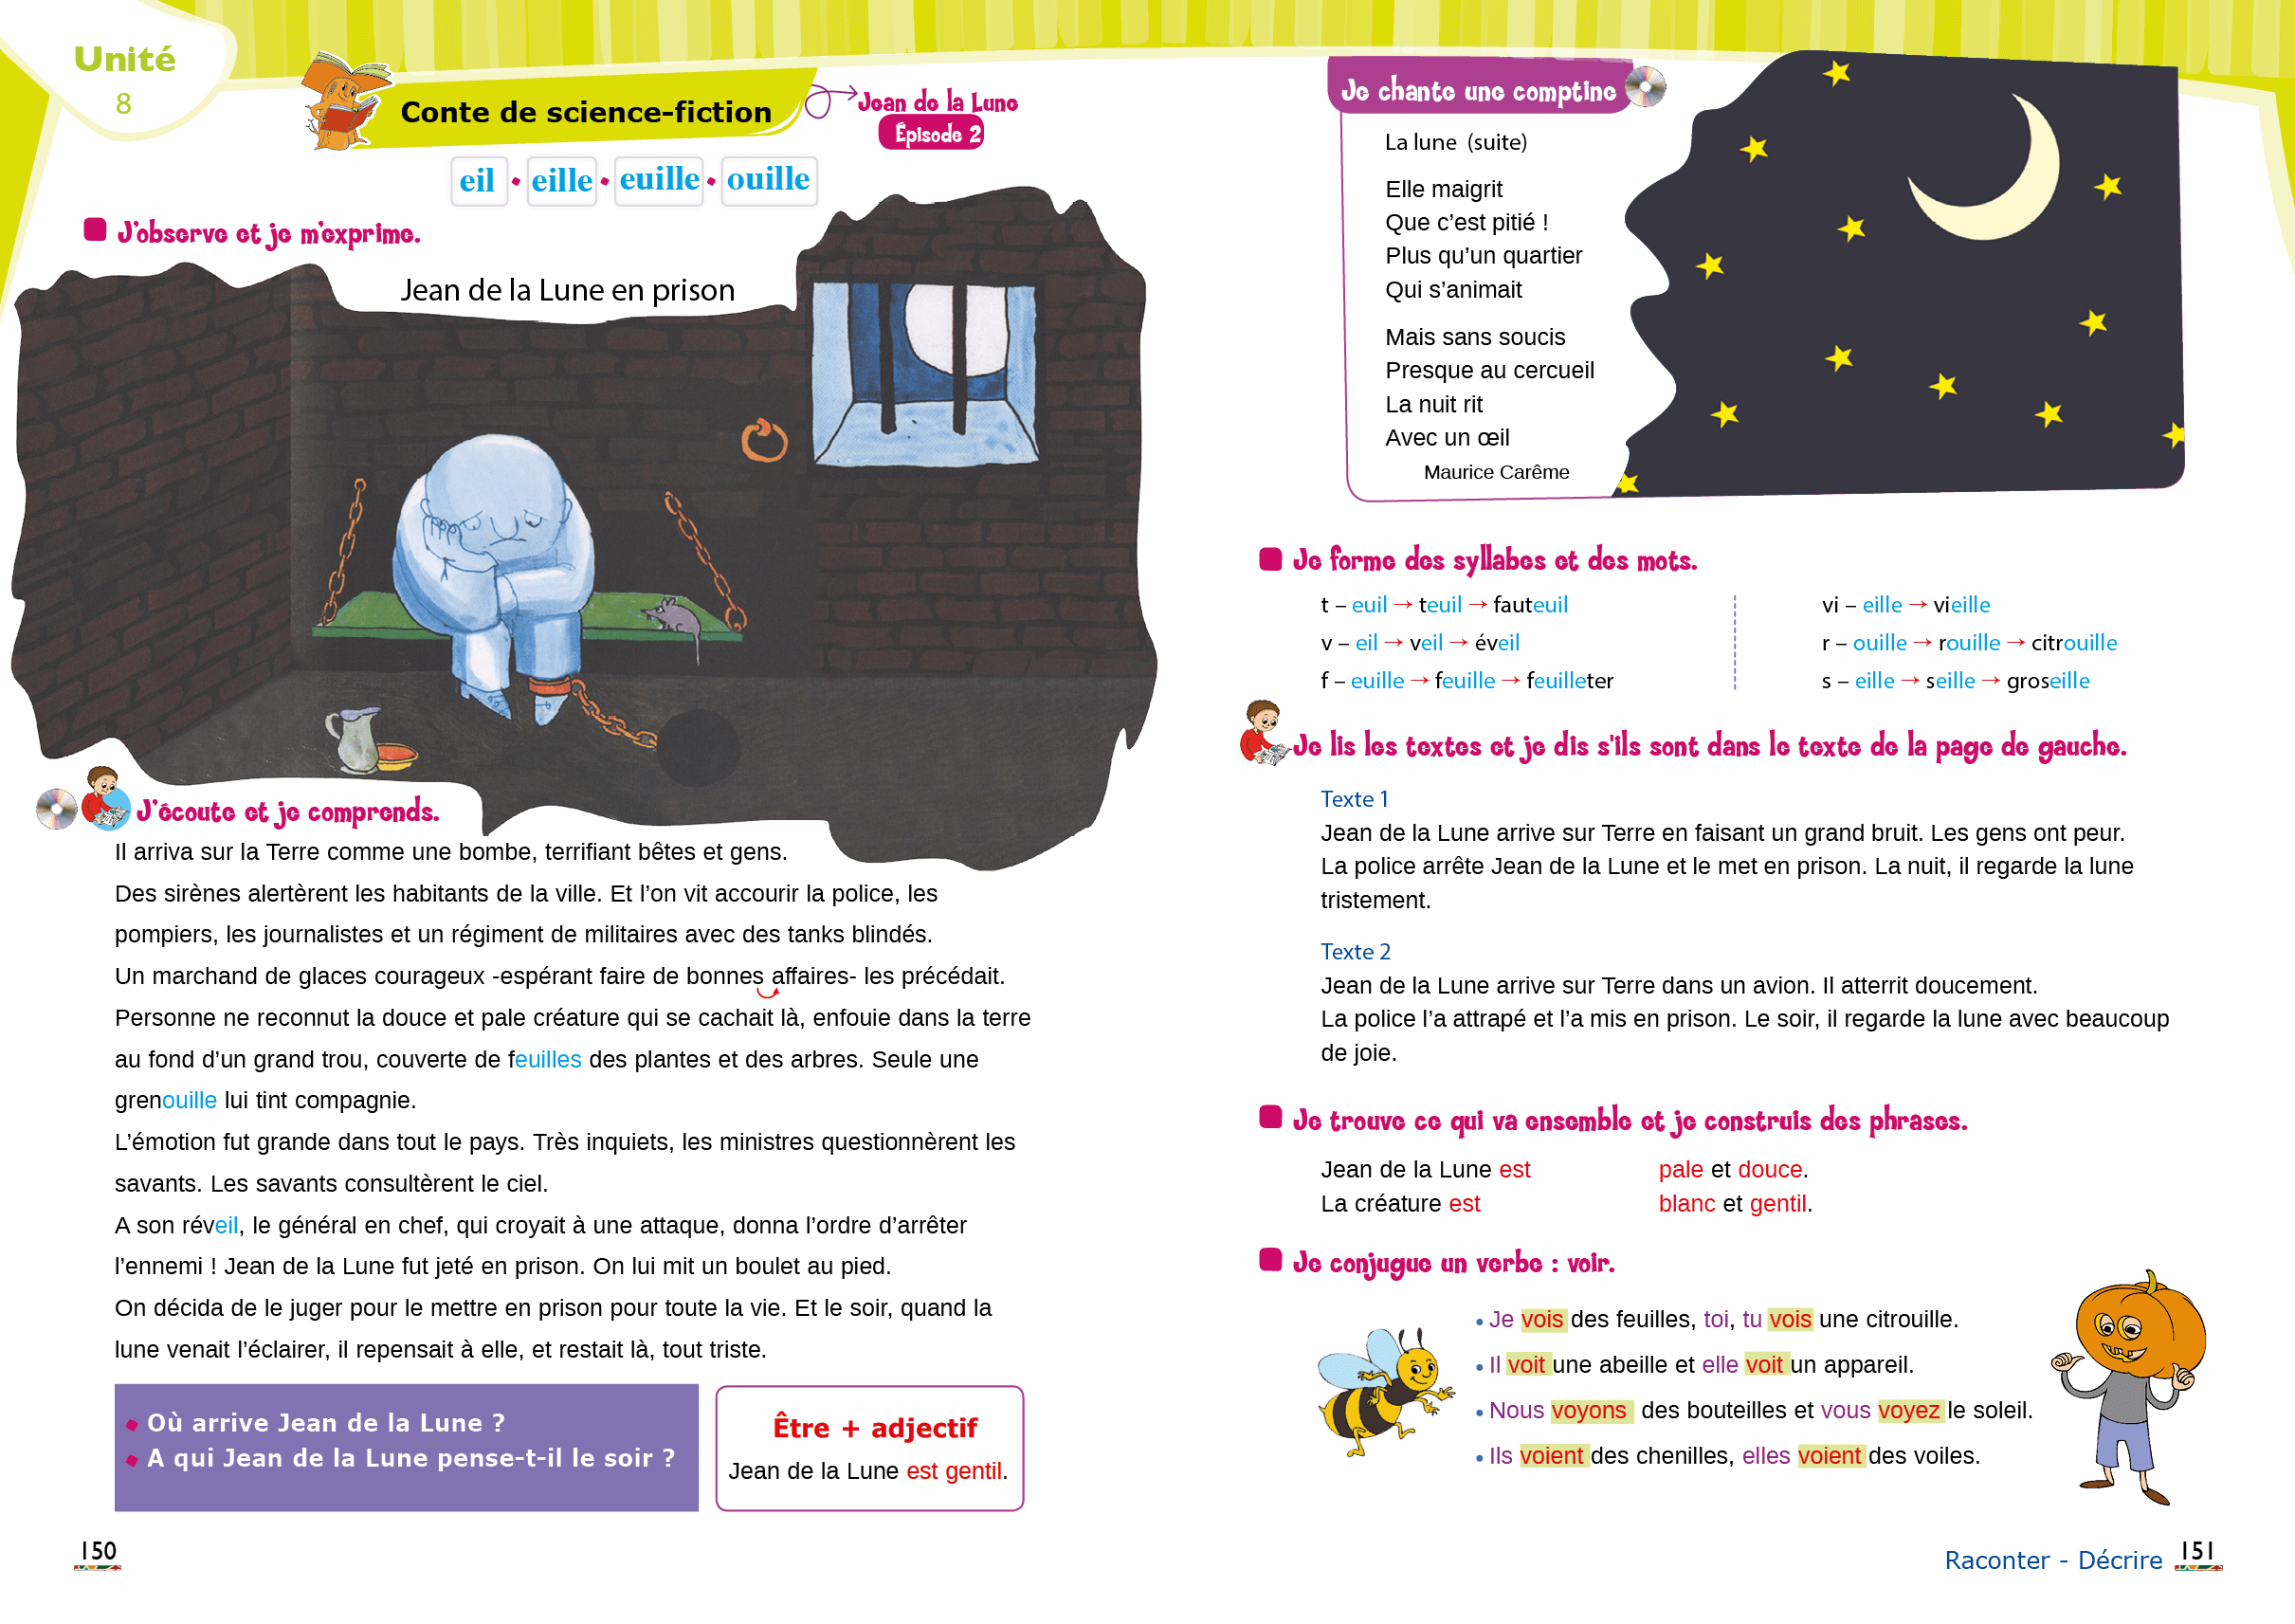 Unité
8
Conte de science-fiction
Jean de la Lune
Épisode 2
eil • eille • euille • ouille
J'observe et je m'exprime.
Jean de la Lune en prison
J'écoute et je comprends.
Il arriva sur la Terre comme une bombe, terrifiant bêtes et gens.
Des sirènes alertèrent les habitants de la ville. Et l'on vit accourir la police, les
pompiers, les journalistes et un régiment de militaires avec des tanks blindés.
Un marchand de glaces courageux -espérant faire de bonnes affaires- les précédait.
Personne ne reconnut la douce et pale créature qui se cachait là, enfouie dans la terre
au fond d'un grand trou, couverte de feuilles des plantes et des arbres. Seule une
grenouille lui tint compagnie.
L'émotion fut grande dans tout le pays. Très inquiets, les ministres questionnèrent les
savants. Les savants consultèrent le ciel.
A son réveil, le général en chef, qui croyait à une attaque, donna l'ordre d'arrêter
l'ennemi ! Jean de la Lune fut jeté en prison. On lui mit un boulet au pied.
On décida de le juger pour le mettre en prison pour toute la vie. Et le soir, quand la
lune venait l'éclairer, il repensait à elle, et restait là, tout triste.
• Où arrive Jean de la Lune ?
• A qui Jean de la Lune pense-t-il le soir ?
Être + adjectif
Jean de la Lune est gentil.
150
Je chante une comptine
La lune (suite)
Elle maigrit
Que c'est pitié !
Plus qu'un quartier
Qui s'animait
Mais sans soucis
Presque au cercueil
La nuit rit
Avec un œil
Maurice Carême
Je forme des syllabes et des mots.
t – euil → teuil → fauteuil
v – eil → veil → éveil
f – euille → feuille → feuilleter
vi – eille → vieille
r – ouille → rouille → citrouille
s – eille → seille → groseille
Je lis les textes et je dis s'ils sont dans le texte de la page de gauche.
Texte 1
Jean de la Lune arrive sur Terre en faisant un grand bruit. Les gens ont peur.
La police arrête Jean de la Lune et le met en prison. La nuit, il regarde la lune
tristement.
Texte 2
Jean de la Lune arrive sur Terre dans un avion. Il atterrit doucement.
La police l'a attrapé et l'a mis en prison. Le soir, il regarde la lune avec beaucoup
de joie.
Je trouve ce qui va ensemble et je construis des phrases.
Jean de la Lune est pale et douce.
La créature est blanc et gentil.
Je conjugue un verbe : voir.
• Je vois des feuilles, toi, tu vois une citrouille.
• Il voit une abeille et elle voit un appareil.
• Nous voyons des bouteilles et vous voyez le soleil.
• Ils voient des chenilles, elles voient des voiles.
Raconter - Décrire 151